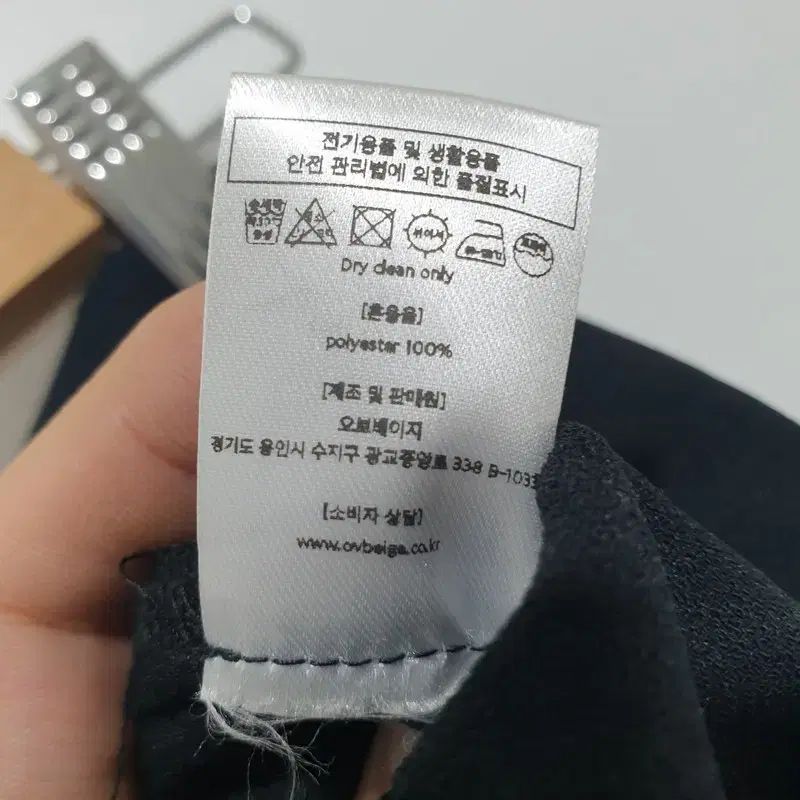 전기용품 및 생활용품
안전 관리법에 의한 품질표시
Dry clean only
[혼용율]
polyester 100%
[제조 및 판매원]
오브베이지
경기도 용인시 수지구 광교중앙로 338 B-1033
[소비자 상담]
www.ovbeige.co.kr